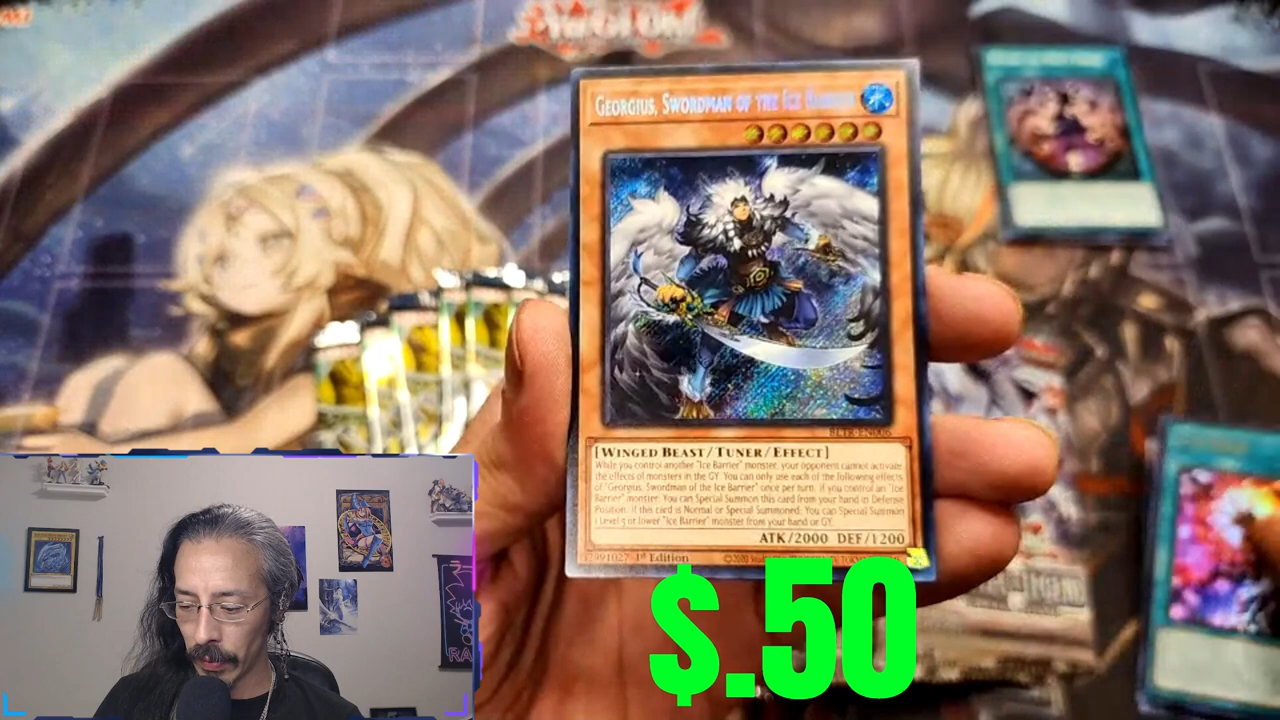 GEORGIUS, SWORDMAN OF THE ICE BARRIER
BLTR-EN006
[WINGED BEAST/TUNER/EFFECT]
While you control another "Ice Barrier" monster, your opponent cannot activate
the effects of monsters in the GY. You can only use each of the following effects
of "Georgius, Swordman of the Ice Barrier" once per turn. If you control an "Ice
Barrier" monster: You can Special Summon this card from your hand in Defense
Position. If this card is Normal or Special Summoned: You can Special Summon
1 Level 5 or lower "Ice Barrier" monster from your hand or GY.
ATK/2000 DEF/1200
1st Edition
$.50
RA